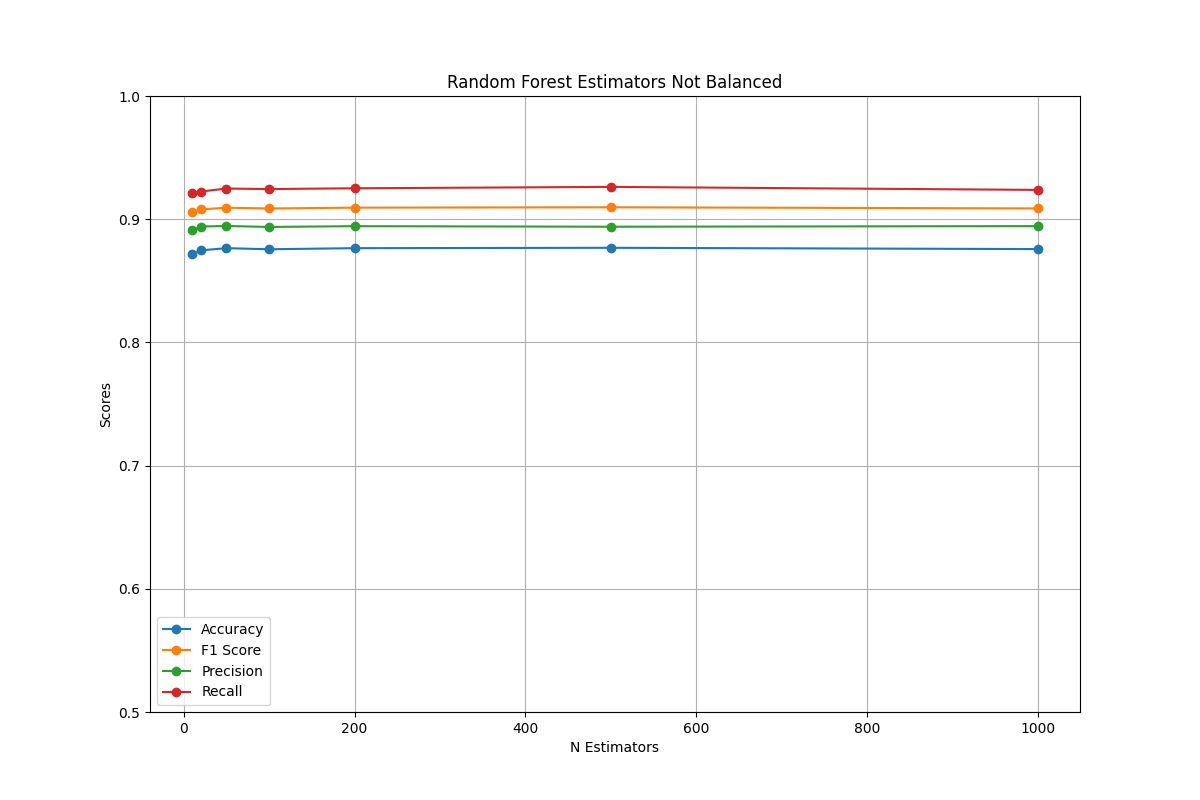 Random Forest Estimators Not Balanced
1.0
0.9
0.8
0.7
0.6
0.5
Scores
Accuracy
F1 Score
Precision
Recall
0 200 400 600 800 1000
N Estimators